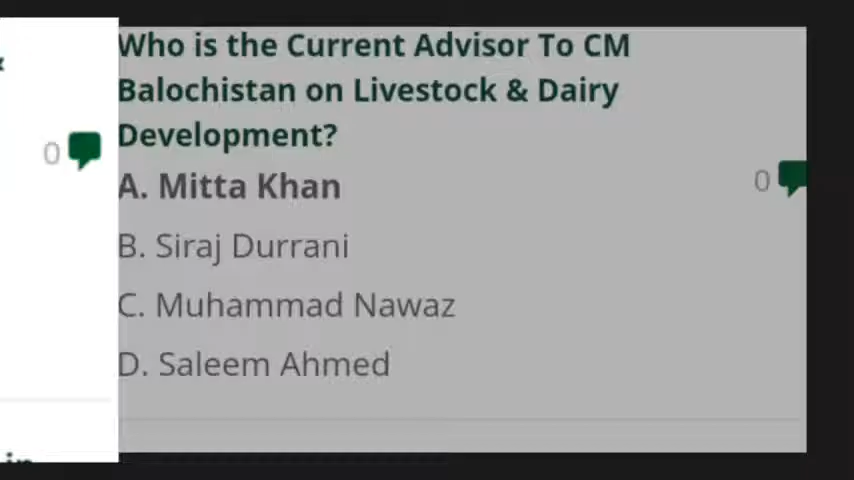 Who is the Current Advisor To CM
Balochistan on Livestock & Dairy
Development?
0
A. Mitta Khan
0
B. Siraj Durrani
C. Muhammad Nawaz
D. Saleem Ahmed